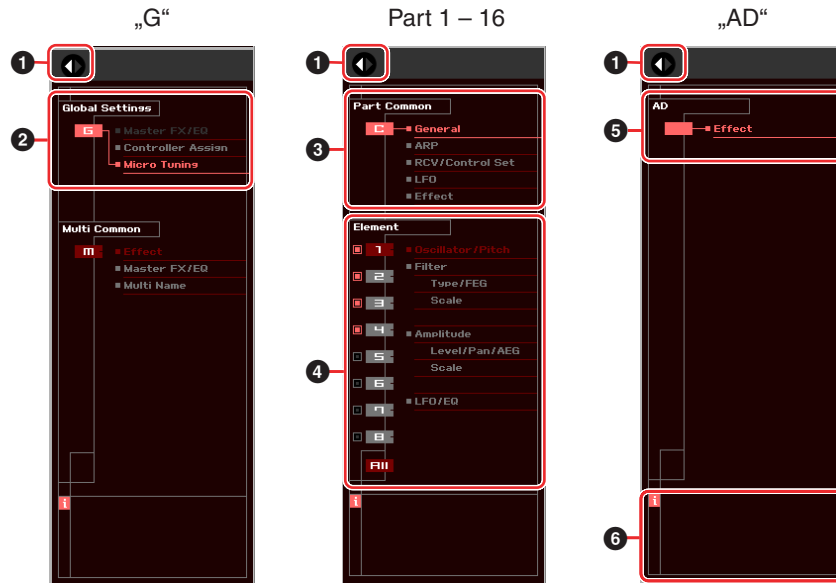 „G“
Part 1 – 16
„AD“
1
1
1
Global Settings
2
G
Master FX/EQ
Controller Assign
Micro Tuning
Multi Common
m
Effect
Master FX/EQ
Multi Name
i
Part Common
3
C
General
ARP
RCV/Control Set
LFO
Effect
Element
4
1
Oscillator/Pitch
2
Filter
Type/FEG
3
Scale
4
Amplitude
Level/Pan/AEG
5
Scale
6
LFO/EQ
7
8
All
i
AD
5
Effect
i
6